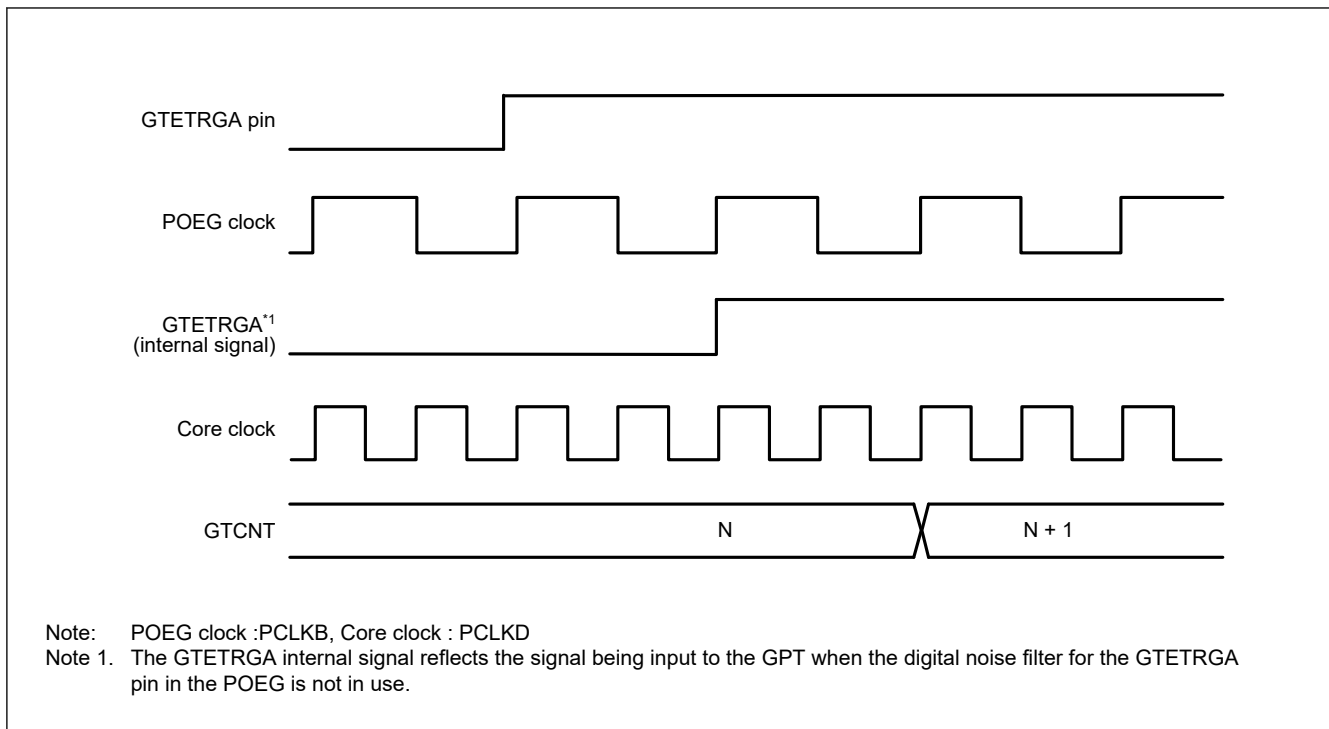 GTETRGA pin
POEG clock
GTETRGA*1
(internal signal)
Core clock
GTCNT N N + 1
Note: POEG clock :PCLKB, Core clock : PCLKD
Note 1. The GTETRGA internal signal reflects the signal being input to the GPT when the digital noise filter for the GTETRGA
pin in the POEG is not in use.